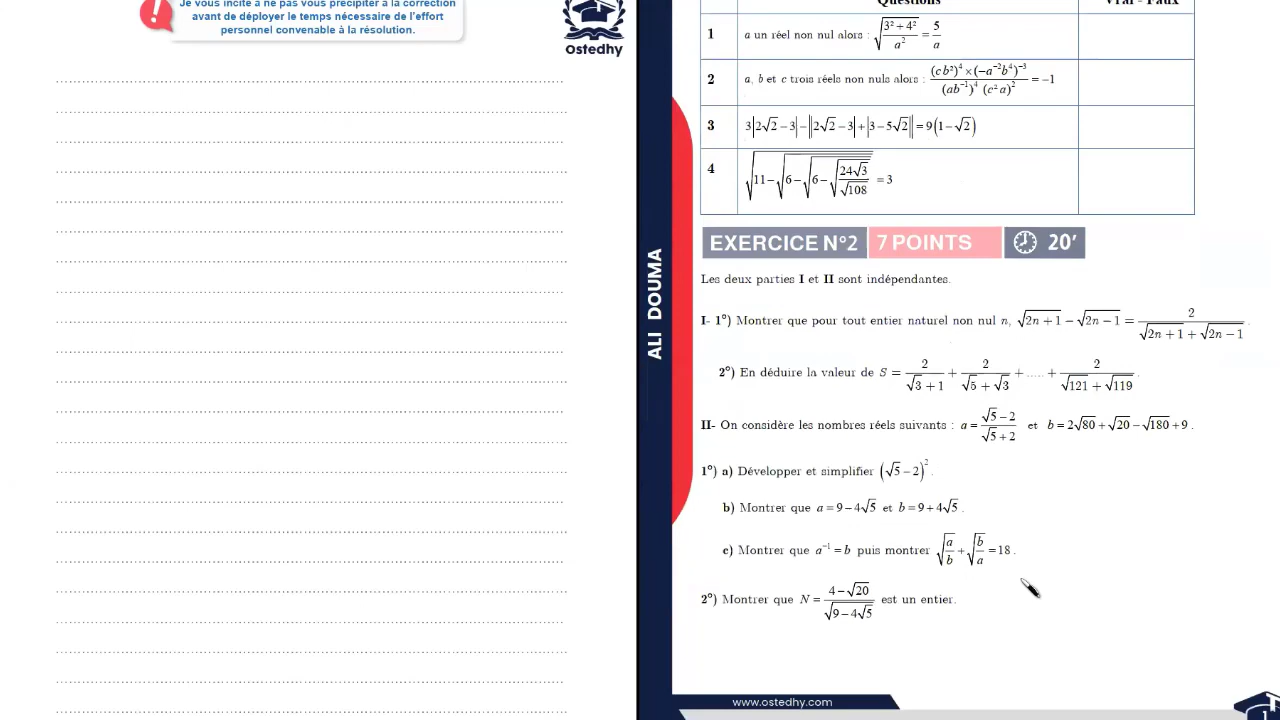 Je vous incite à ne pas vous précipiter à la correction
avant de déployer le temps nécessaire de l'effort
personnel convenable à la résolution.
Ostedhy
ALI DOUMA
Questions Vrai - Faux
1 a un réel non nul alors : √((3² + 4²)/a²) = 5/a
2 a, b et c trois réels non nuls alors : ((cb²)⁴ × (−a⁻²b⁴)⁻³)/((ab⁻¹)⁴ (c²a)²) = −1
3 3|2√2 − 3| − ||2√2 − 3| + |3 − 5√2|| = 9(1 − √2)
4 √(11 − √(6 − √(6 − √(24√3/√108)))) = 3
EXERCICE N°2 7 POINTS 20'
Les deux parties I et II sont indépendantes.
I- 1°) Montrer que pour tout entier naturel non nul n, √(2n + 1) − √(2n − 1) = 2/(√(2n + 1) + √(2n − 1)) .
2°) En déduire la valeur de S = 2/(√3 + 1) + 2/(√5 + √3) + ..... + 2/(√121 + √119) .
II- On considère les nombres réels suivants : a = (√5 − 2)/(√5 + 2) et b = 2√80 + √20 − √180 + 9 .
1°) a) Développer et simplifier (√5 − 2)² .
b) Montrer que a = 9 − 4√5 et b = 9 + 4√5 .
c) Montrer que a⁻¹ = b puis montrer √(a/b) + √(b/a) = 18 .
2°) Montrer que N = (4 − √20)/√(9 − 4√5) est un entier.
www.ostedhy.com
1